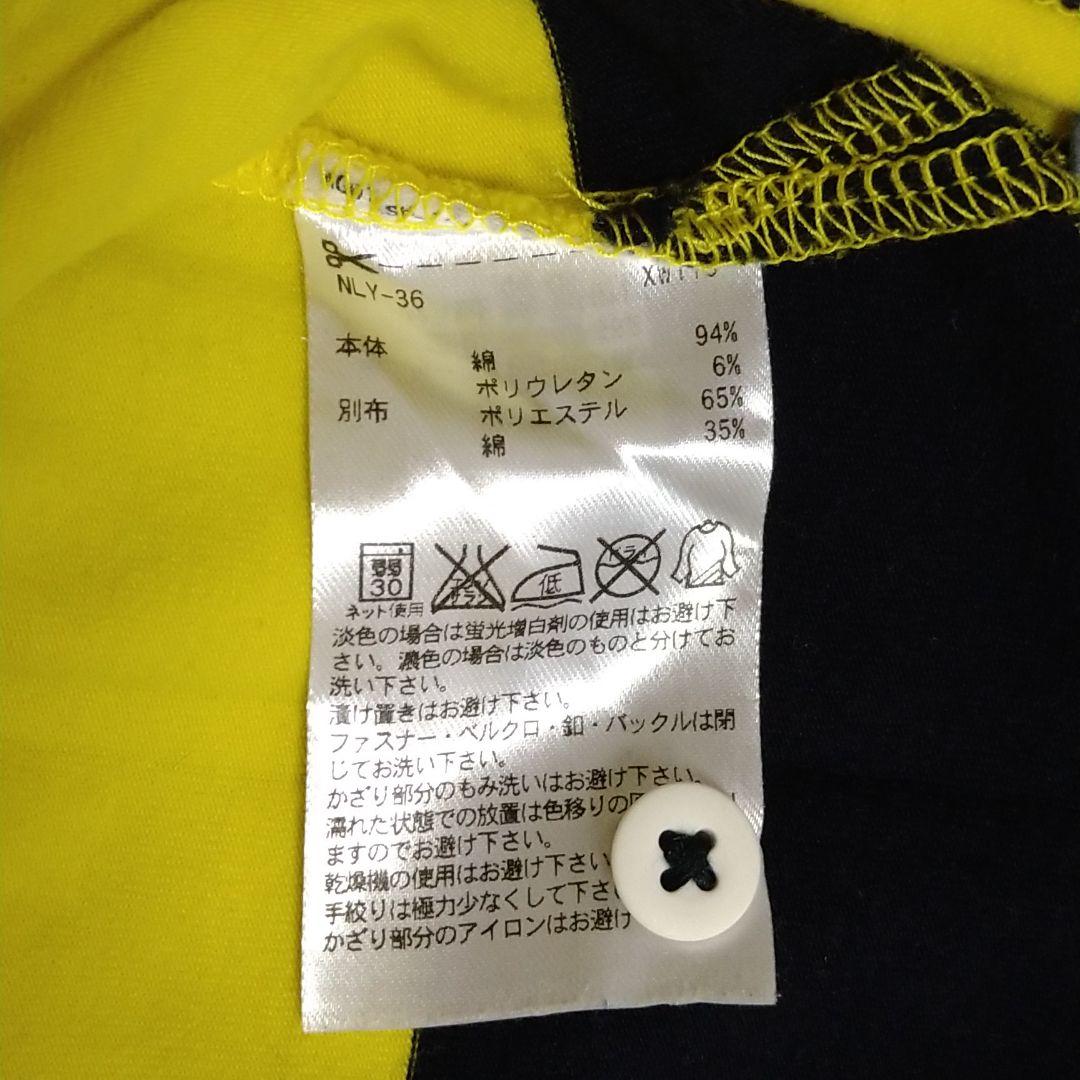 NLY-36
本体 綿 94%
ポリウレタン 6%
別布 ポリエステル 65%
綿 35%
弱
30
ネット使用
エンソ
サラシ
低
ドライ
淡色の場合は蛍光増白剤の使用はお避け下
さい。濃色の場合は淡色のものと分けてお
洗い下さい。
漬け置きはお避け下さい。
ファスナー・ベルクロ・釦・バックルは閉
じてお洗い下さい。
かざり部分のもみ洗いはお避け下さい。
濡れた状態での放置は色移りの
ますのでお避け下さい。
乾燥機の使用はお避け下さい
手絞りは極力少なくして下さ
かざり部分のアイロンはお避け